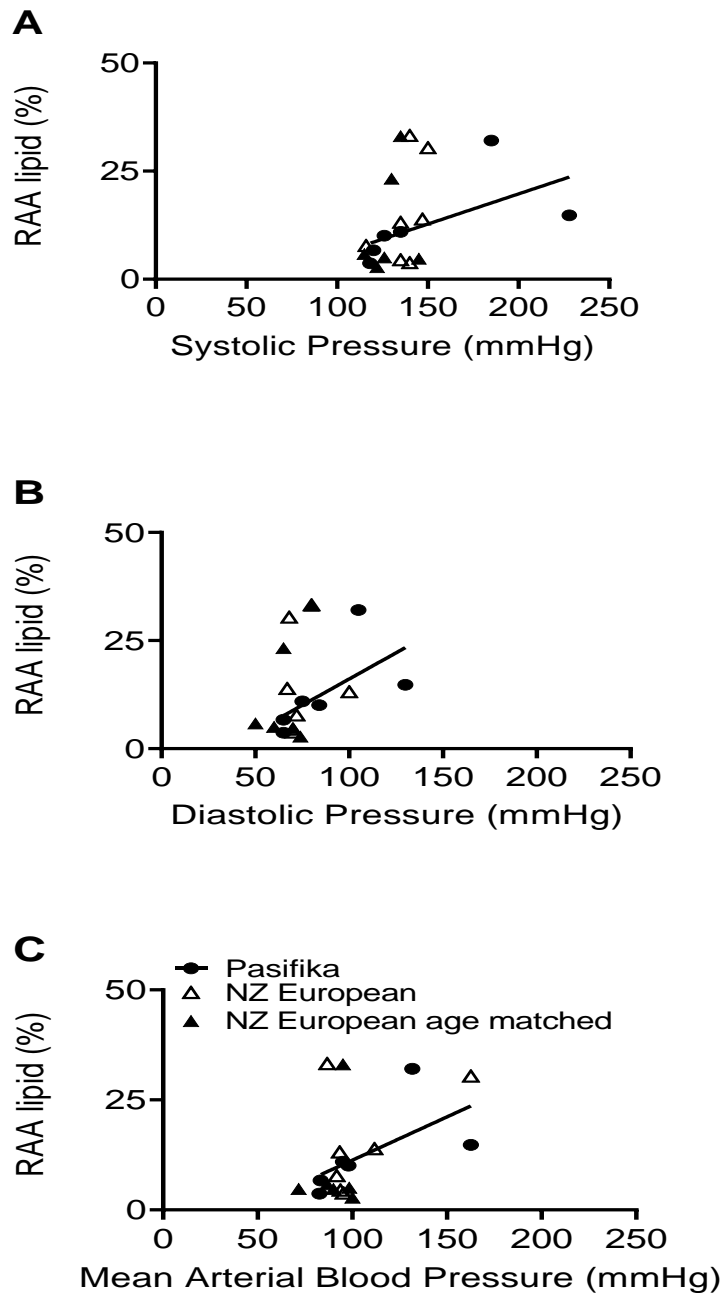 A
RAA lipid (%)
50
25
0
0 50 100 150 200 250
Systolic Pressure (mmHg)
B
RAA lipid (%)
50
25
0
0 50 100 150 200 250
Diastolic Pressure (mmHg)
C
Pasifika
NZ European
NZ European age matched
RAA lipid (%)
50
25
0
0 50 100 150 200 250
Mean Arterial Blood Pressure (mmHg)